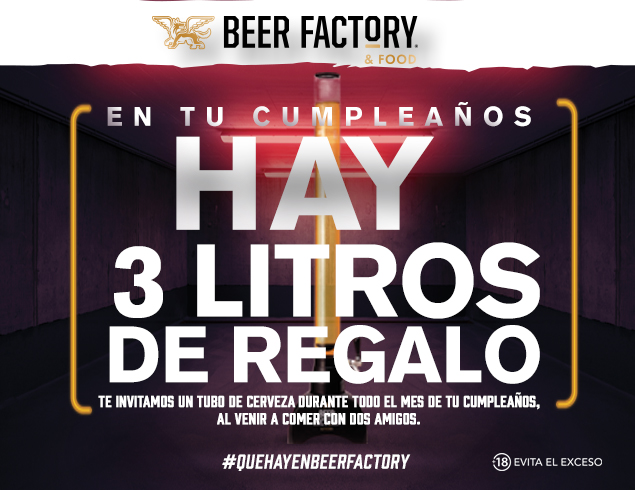 BEER FACTORY®
& FOOD
EN TU CUMPLEAÑOS
HAY
3 LITROS
DE REGALO
TE INVITAMOS UN TUBO DE CERVEZA DURANTE TODO EL MES DE TU CUMPLEAÑOS,
AL VENIR A COMER CON DOS AMIGOS.
#QUEHAYENBEERFACTORY
-18 EVITA EL EXCESO